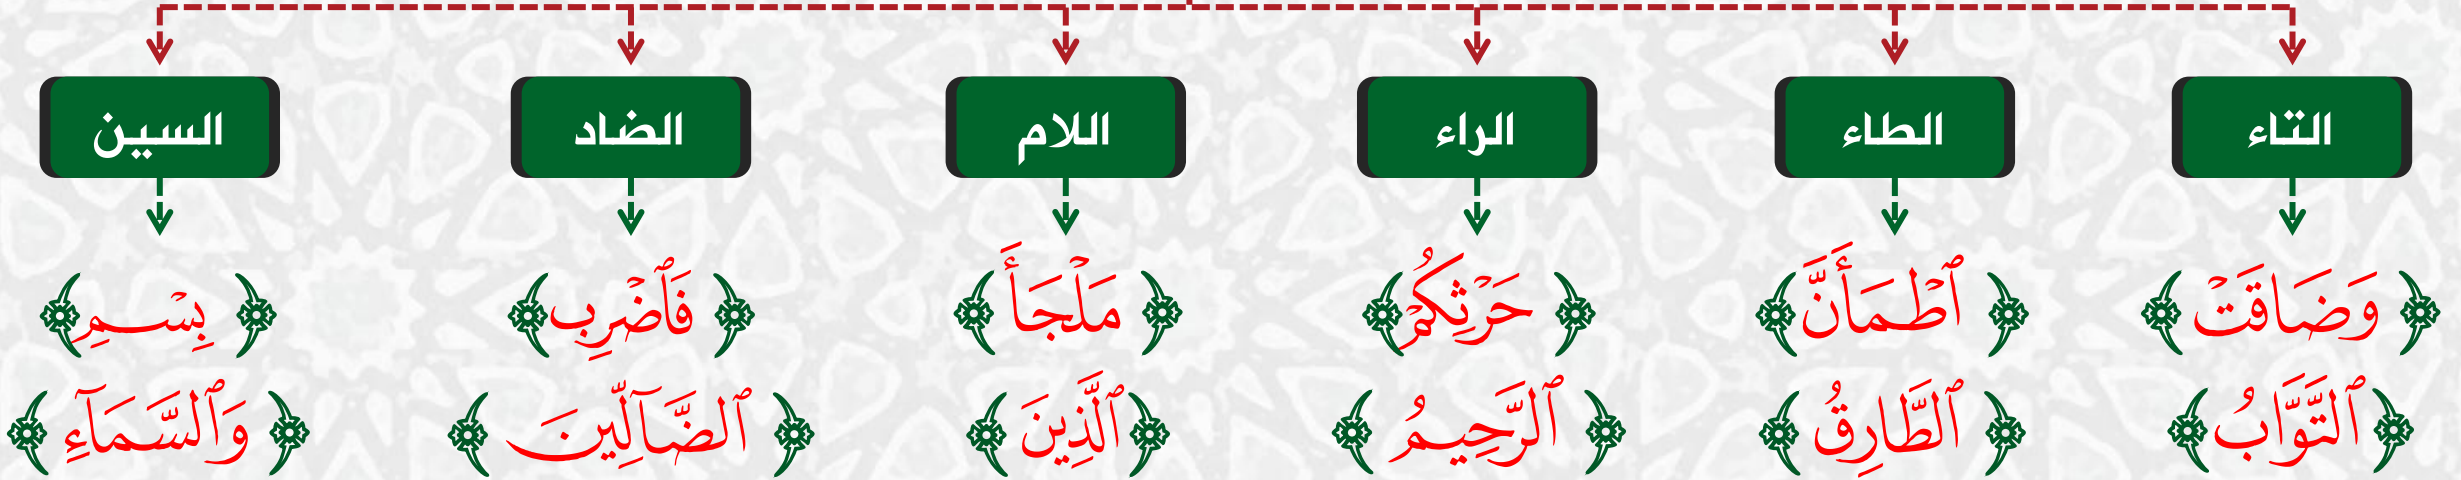 التاء الطاء الراء اللام الضاد السين
﴿وَضَاقَتۡ﴾ ﴿ٱطۡمَأَنَّ﴾ ﴿حَرۡثِكُمۡ﴾ ﴿مَلۡجَأَ﴾ ﴿فَٱضۡرِب﴾ ﴿بِسۡمِ﴾
﴿ٱلتَّوَّابُ﴾ ﴿ٱلطَّارِقُ﴾ ﴿ٱلرَّحِيمُ﴾ ﴿ٱلَّذِينَ﴾ ﴿ٱلضَّآلِّينَ﴾ ﴿وَٱلسَّمَآءِ﴾